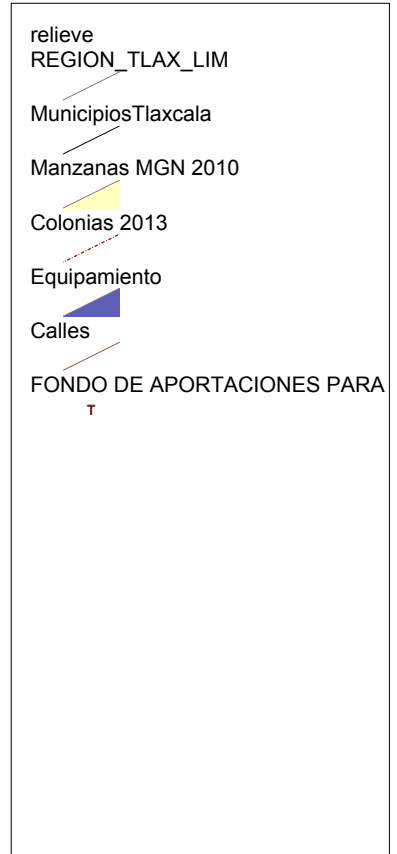 relieve
REGION_TLAX_LIM
MunicipiosTlaxcala
Manzanas MGN 2010
Colonias 2013
Equipamiento
Calles
FONDO DE APORTACIONES PARA
T